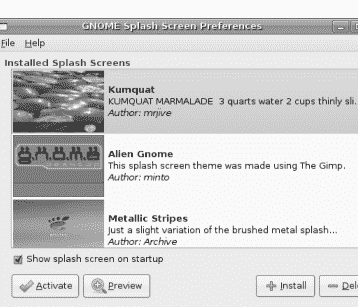 GNOME Splash Screen Preferences
File Help
Installed Splash Screens
Kumquat
KUMQUAT MARMALADE 3 quarts water 2 cups thinly sli.
Author: mrjive
Alien Gnome
This splash screen theme was made using The Gimp.
Author: minto
Metallic Stripes
Just a slight variation of the brushed metal splash...
Author: Archive
Show splash screen on startup
Activate Preview Install Del